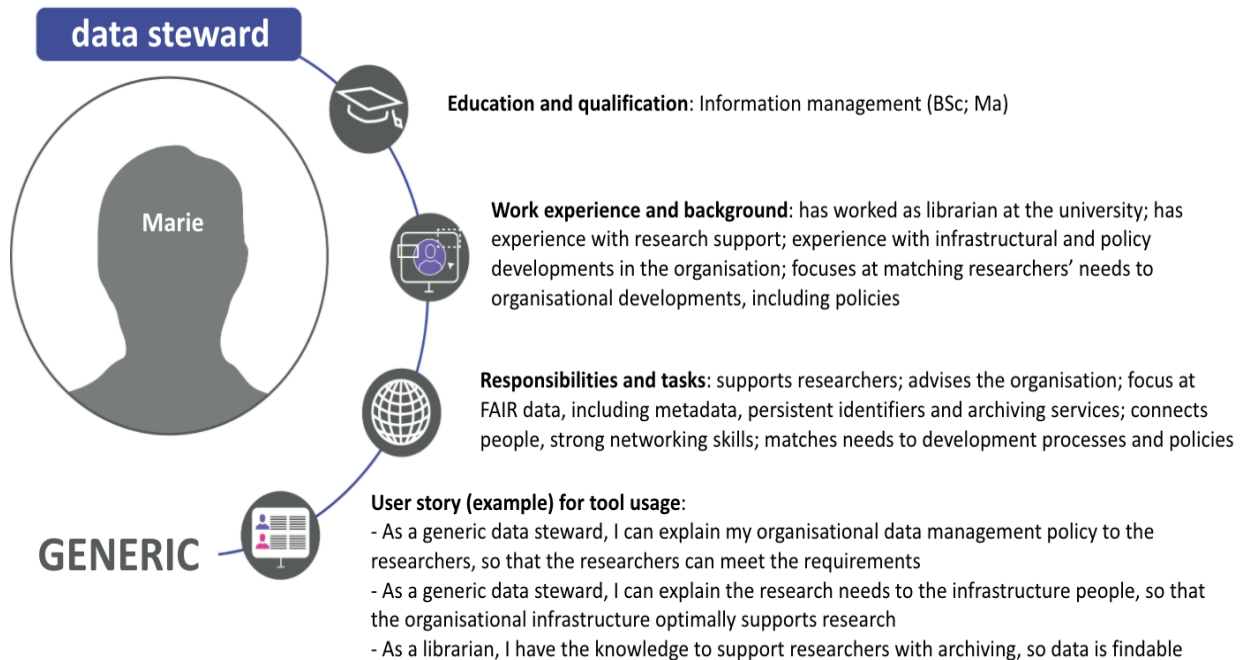 data steward
Marie
Education and qualification: Information management (BSc; Ma)
Work experience and background: has worked as librarian at the university; has
experience with research support; experience with infrastructural and policy
developments in the organisation; focuses at matching researchers’ needs to
organisational developments, including policies
Responsibilities and tasks: supports researchers; advises the organisation; focus at
FAIR data, including metadata, persistent identifiers and archiving services; connects
people, strong networking skills; matches needs to development processes and policies
GENERIC
User story (example) for tool usage:
- As a generic data steward, I can explain my organisational data management policy to the
researchers, so that the researchers can meet the requirements
- As a generic data steward, I can explain the research needs to the infrastructure people, so that
the organisational infrastructure optimally supports research
- As a librarian, I have the knowledge to support researchers with archiving, so data is findable